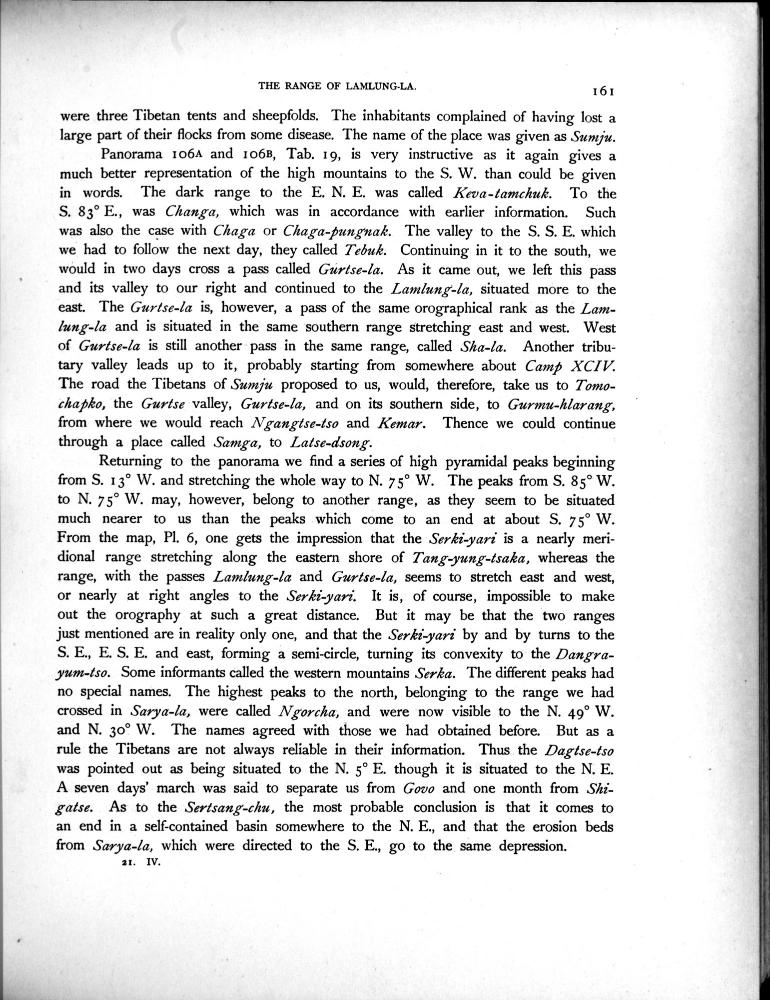 THE RANGE OF LAMLUNG-LA.
161
were three Tibetan tents and sheepfolds. The inhabitants complained of having lost a
large part of their flocks from some disease. The name of the place was given as Sumju.
Panorama 106A and 106B, Tab. 19, is very instructive as it again gives a
much better representation of the high mountains to the S. W. than could be given
in words. The dark range to the E. N. E. was called Keva-tamchuk. To the
S. 83° E., was Changa, which was in accordance with earlier information. Such
was also the case with Chaga or Chaga-pungnak. The valley to the S. S. E. which
we had to follow the next day, they called Tebuk. Continuing in it to the south, we
would in two days cross a pass called Gurtse-la. As it came out, we left this pass
and its valley to our right and continued to the Lamlung-la, situated more to the
east. The Gurtse-la is, however, a pass of the same orographical rank as the Lam-
lung-la and is situated in the same southern range stretching east and west. West
of Gurtse-la is still another pass in the same range, called Sha-la. Another tribu-
tary valley leads up to it, probably starting from somewhere about Camp XCIV.
The road the Tibetans of Sumju proposed to us, would, therefore, take us to Tomo-
chapko, the Gurtse valley, Gurtse-la, and on its southern side, to Gurmu-hlarang,
from where we would reach Ngangtse-tso and Kemar. Thence we could continue
through a place called Samga, to Latse-dsong.
Returning to the panorama we find a series of high pyramidal peaks beginning
from S. 13° W. and stretching the whole way to N. 75° W. The peaks from S. 85° W.
to N. 75° W. may, however, belong to another range, as they seem to be situated
much nearer to us than the peaks which come to an end at about S. 75° W.
From the map, Pl. 6, one gets the impression that the Serki-yari is a nearly meri-
dional range stretching along the eastern shore of Tang-yung-tsaka, whereas the
range, with the passes Lamlung-la and Gurtse-la, seems to stretch east and west,
or nearly at right angles to the Serki-yari. It is, of course, impossible to make
out the orography at such a great distance. But it may be that the two ranges
just mentioned are in reality only one, and that the Serki-yari by and by turns to the
S. E., E. S. E. and east, forming a semi-circle, turning its convexity to the Dangra-
yum-tso. Some informants called the western mountains Serka. The different peaks had
no special names. The highest peaks to the north, belonging to the range we had
crossed in Sarya-la, were called Ngorcha, and were now visible to the N. 49° W.
and N. 30° W. The names agreed with those we had obtained before. But as a
rule the Tibetans are not always reliable in their information. Thus the Dagtse-tso
was pointed out as being situated to the N. 5° E. though it is situated to the N. E.
A seven days' march was said to separate us from Govo and one month from Shi-
gatse. As to the Sertsang-chu, the most probable conclusion is that it comes to
an end in a self-contained basin somewhere to the N. E., and that the erosion beds
from Sarya-la, which were directed to the S. E., go to the same depression.
21. IV.